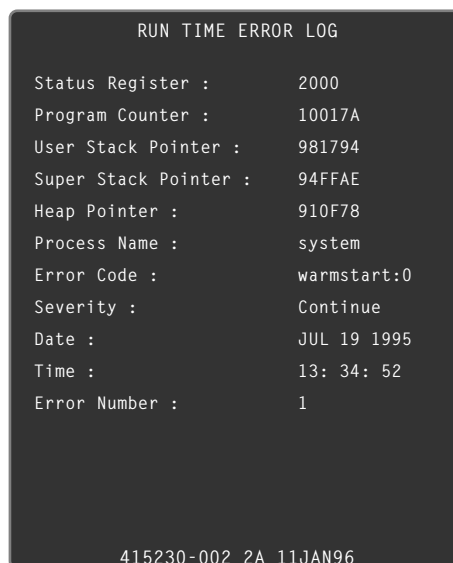 RUN TIME ERROR LOG
Status Register : 2000
Program Counter : 10017A
User Stack Pointer : 981794
Super Stack Pointer : 94FFAE
Heap Pointer : 910F78
Process Name : system
Error Code : warmstart:0
Severity : Continue
Date : JUL 19 1995
Time : 13: 34: 52
Error Number : 1
415230-002 2A 11JAN96